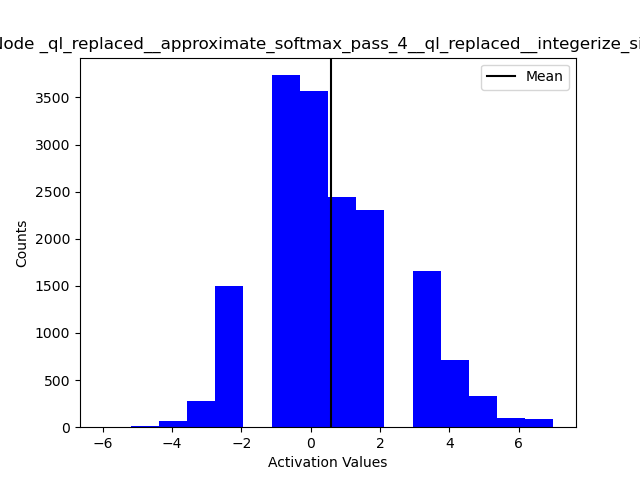 Node _ql_replaced__approximate_softmax_pass_4__ql_replaced__integerize_si
Mean
3500
3000
2500
2000
1500
1000
500
0
Counts
−6 −4 −2 0 2 4 6
Activation Values